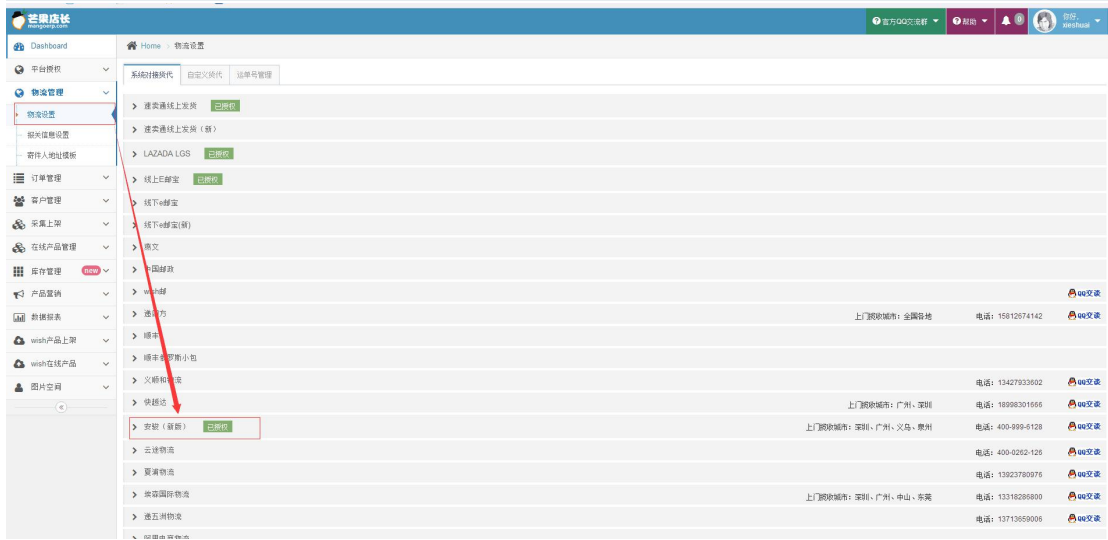 芒果店长
mangoerp.com
官方QQ交流群
帮助
0
你好,
xieshuai
Dashboard
Home > 物流设置
平台授权
物流管理
物流设置
报关信息设置
寄件人地址模板
订单管理
客户管理
采集上架
在线产品管理
库存管理 new
产品营销
数据报表
wish产品上架
wish在线产品
图片空间
系统对接货代 自定义货代 运单号管理
速卖通线上发货 已授权
速卖通线上发货（新）
LAZADA LGS 已授权
线上E邮宝 已授权
线下e邮宝
线下e邮宝(新)
燕文
中国邮政
wish邮 QQ交谈
递四方 上门揽收城市：全国各地 电话：15812674142 QQ交谈
顺丰
顺丰俄罗斯小包
义顺和物流 电话：13427933602 QQ交谈
快越达 上门揽收城市：广州、深圳 电话：18998301666 QQ交谈
安骏（新版） 已授权 上门揽收城市：深圳、广州、义乌、泉州 电话：400-999-6128 QQ交谈
云途物流 电话：400-0262-126 QQ交谈
夏浦物流 电话：13923780976 QQ交谈
埃森国际物流 上门揽收城市：深圳、广州、中山、东莞 电话：13318286800 QQ交谈
递五洲物流 电话：13713659006 QQ交谈